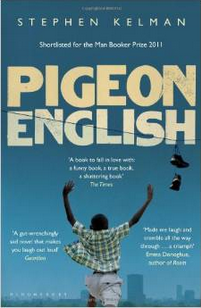 STEPHEN KELMAN
Shortlisted for the Man Booker Prize 2011
PIGEON
ENGLISH
'A book to fall in love with:
a funny book, a true book,
a shattering book'
The Times
'A gut-wrenchingly
sad novel that makes
you laugh out loud'
Guardian
'Made me laugh and
tremble all the way
through ... a triumph'
Emma Donoghue,
author of Room
BLOOMSBURY